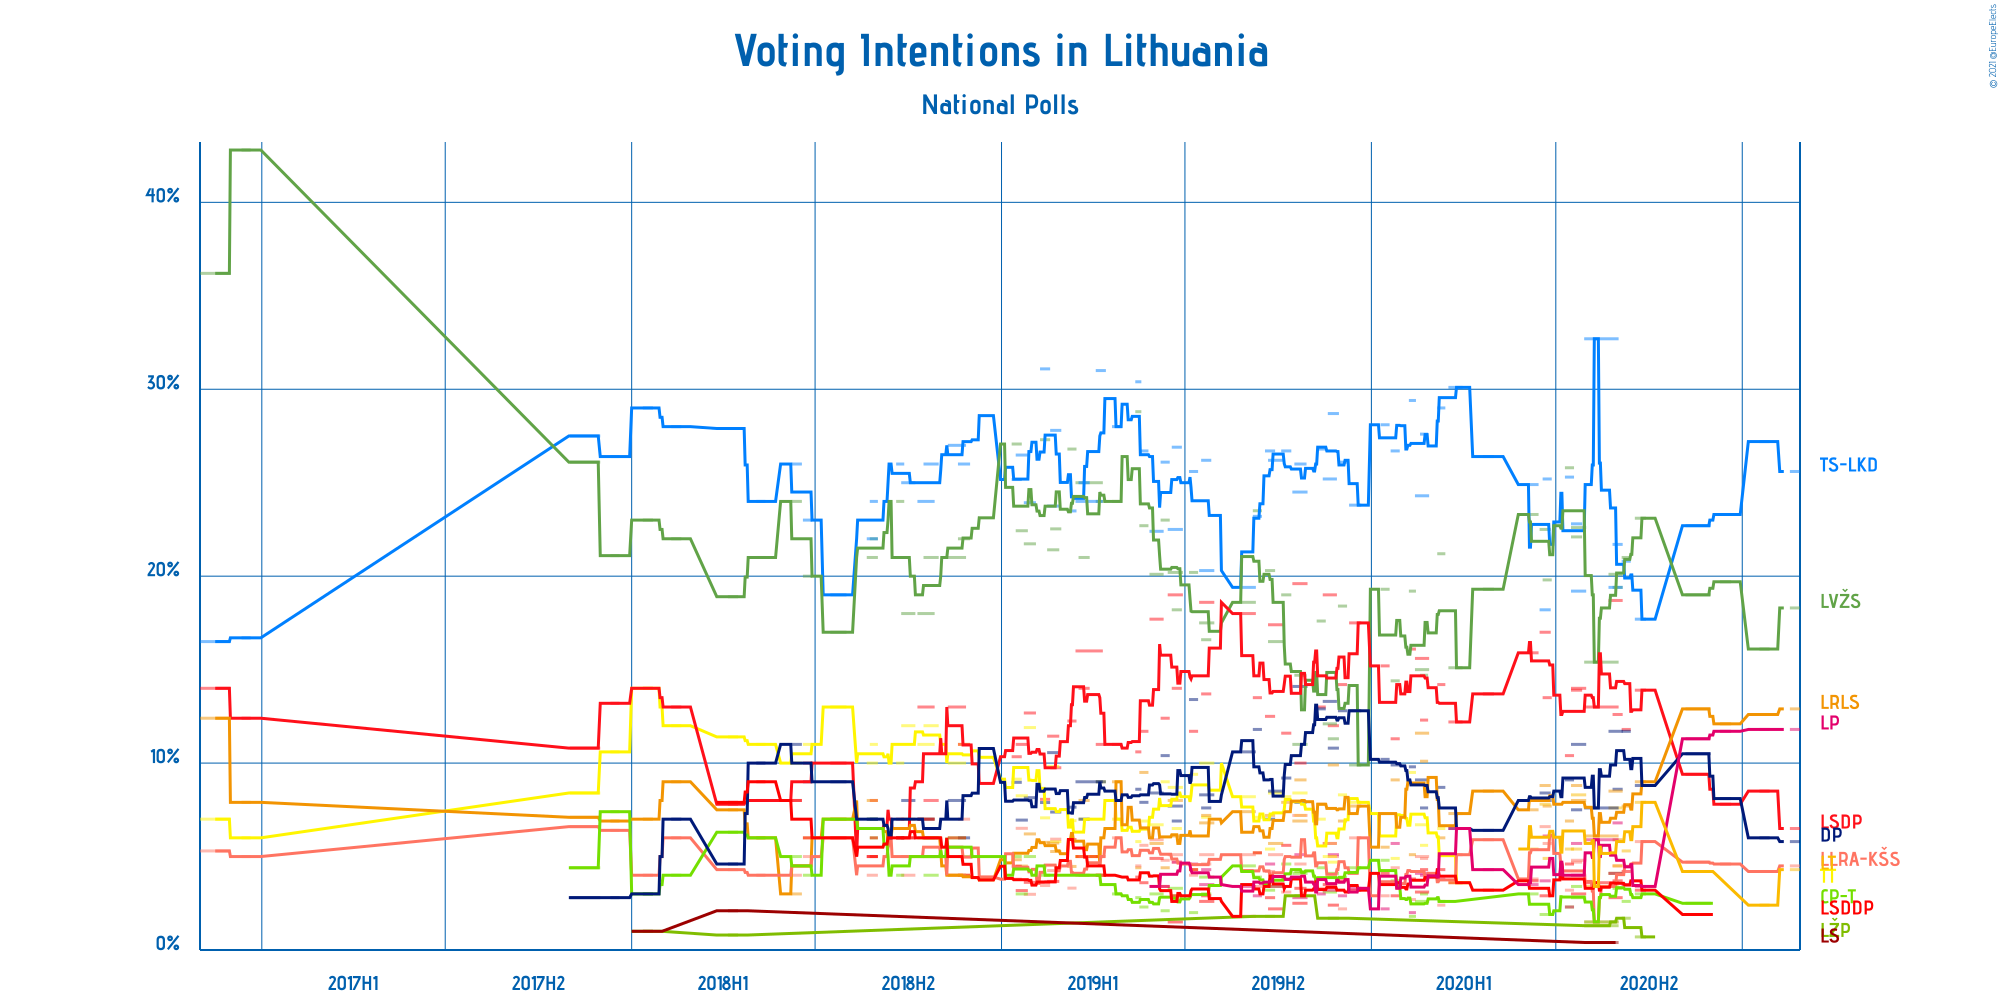 © 2021 @EuropeElects
Voting Intentions in Lithuania
National Polls
40%
30%
20%
10%
0%
TS-LKD
LVŽS
LRLS
LP
LSDP
DP
LLRA-KŠS
TT
CP-T
LSDDP
LŽP
LS
2017H1
2017H2
2018H1
2018H2
2019H1
2019H2
2020H1
2020H2